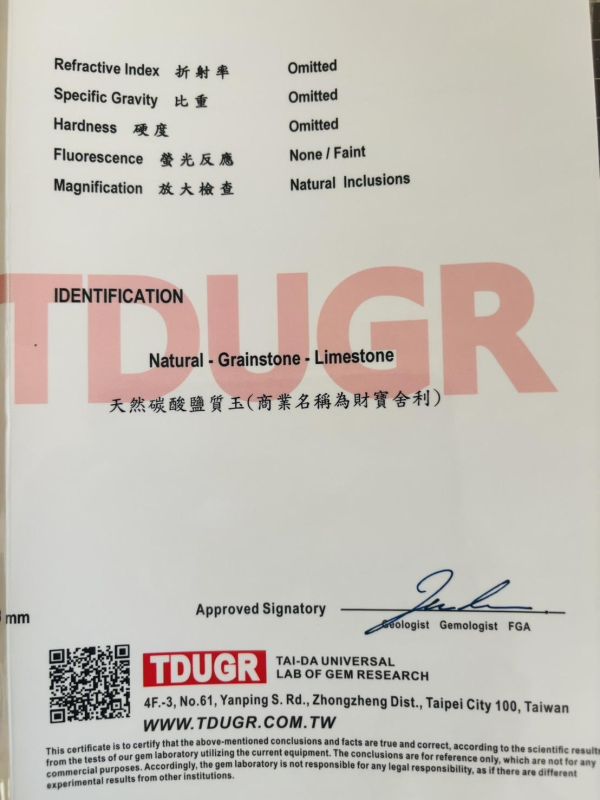 Refractive Index 折射率 Omitted
Specific Gravity 比重 Omitted
Hardness 硬度 Omitted
Fluorescence 螢光反應 None / Faint
Magnification 放大檢查 Natural Inclusions
TDUGR
IDENTIFICATION
Natural - Grainstone - Limestone
天然碳酸鹽質玉(商業名稱為財寶舍利)
mm
Approved Signatory
Geologist Gemologist FGA
TDUGR TAI-DA UNIVERSAL
LAB OF GEM RESEARCH
4F.-3, No.61, Yanping S. Rd., Zhongzheng Dist., Taipei City 100, Taiwan
WWW.TDUGR.COM.TW
This certificate is to certify that the above-mentioned conclusions and facts are true and correct, according to the scientific results
from the tests of our gem laboratory utilizing the current equipment. The conclusions are for reference only, which are not for any
commercial purposes. Accordingly, the gem laboratory is not responsible for any legal responsibility, as if there are different
experimental results from other institutions.